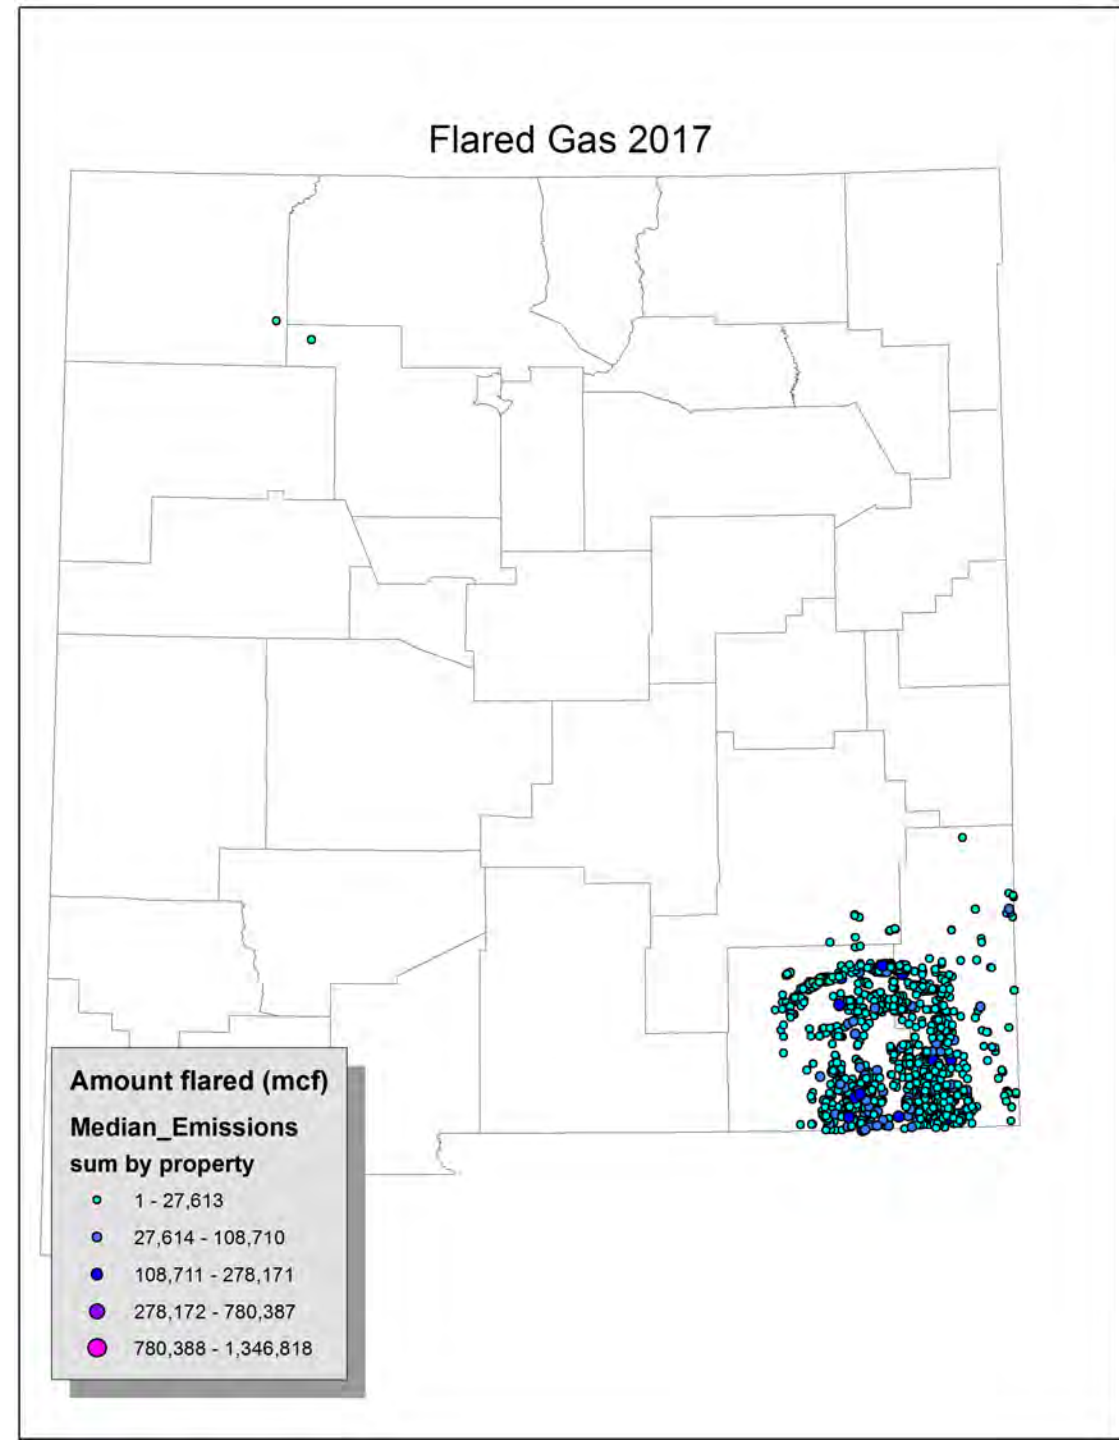 Flared Gas 2017
Amount flared (mcf)
Median_Emissions
sum by property
1 - 27,613
27,614 - 108,710
108,711 - 278,171
278,172 - 780,387
780,388 - 1,346,818